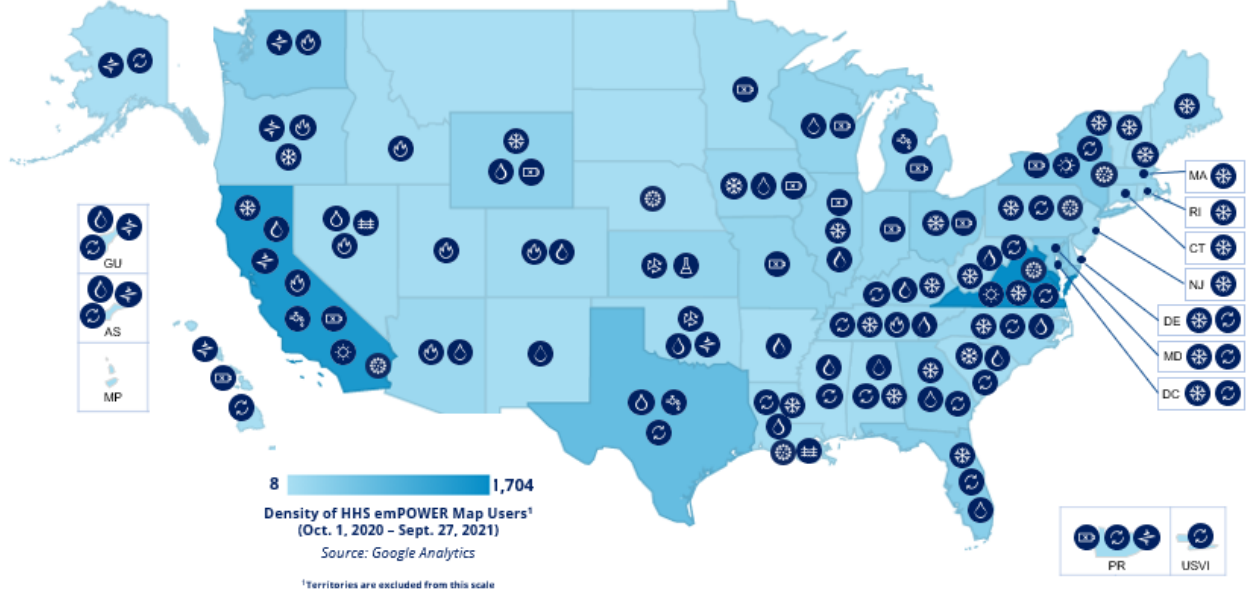 MA
RI
GU
CT
NJ
AS
DE
MD
MP
DC
8
1,704
Density of HHS emPOWER Map Users¹
(Oct. 1, 2020 – Sept. 27, 2021)
Source: Google Analytics
¹Territories are excluded from this scale
PR
USVI